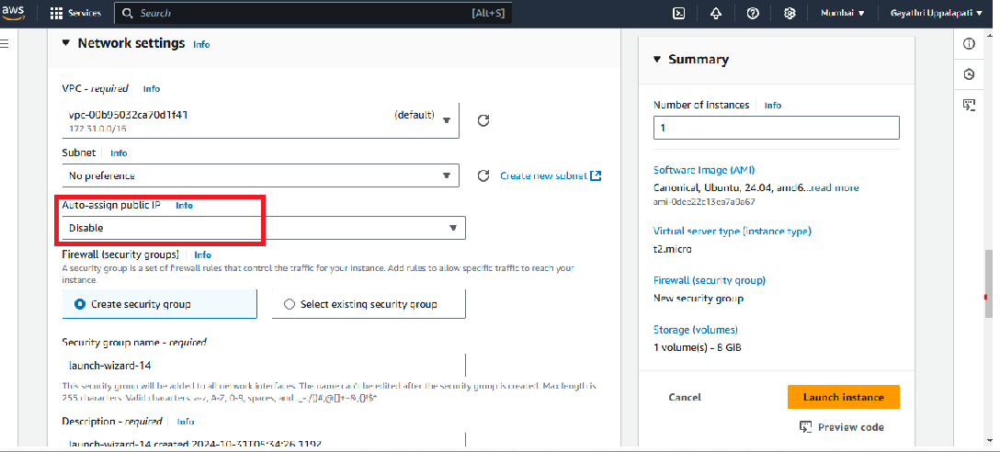 aws
Services
Search
[Alt+S]
Mumbai
Gayathri Uppalapati
Network settings Info
VPC - required Info
vpc-00b95032ca70d1f41
(default)
172.31.0.0/16
Subnet Info
No preference
Create new subnet
Auto-assign public IP Info
Disable
Firewall (security groups) Info
A security group is a set of firewall rules that control the traffic for your instance. Add rules to allow specific traffic to reach your
instance.
Create security group
Select existing security group
Security group name - required
launch-wizard-14
This security group will be added to all network interfaces. The name can't be edited after the security group is created. Max length is
255 characters. Valid characters: a-z, A-Z, 0-9, spaces, and ._-:/()#,@[]+=&;{}!$*
Description - required Info
launch-wizard-14 created 2024-10-31T05:34:26.119Z
Summary
Number of instances Info
1
Software Image (AMI)
Canonical, Ubuntu, 24.04, amd6...read more
ami-0dee22c13ea7a9a67
Virtual server type (instance type)
t2.micro
Firewall (security group)
New security group
Storage (volumes)
1 volume(s) - 8 GiB
Cancel
Launch instance
Preview code